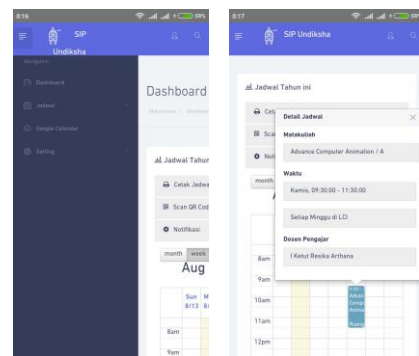 8:16
SIP
Undiksha
Navigation
Dashboard
Jadwal
Google Calendar
Setting
Dashboard
Jadwal Tahun
Cetak Jadwa
Scan QR Cod
Notifikasi
month week
Aug
Sun
8/13
8am
9am
8:17
SIP Undiksha
Jadwal Tahun ini
Detail Jadwal
Matakuliah
Advance Computer Animation / A
Waktu
Kamis, 09:30:00 - 11:30:00
Setiap Minggu di LCI
Dosen Pengajar
I Ketut Resika Arthana
month
8am
9am
10am
11am
12pm